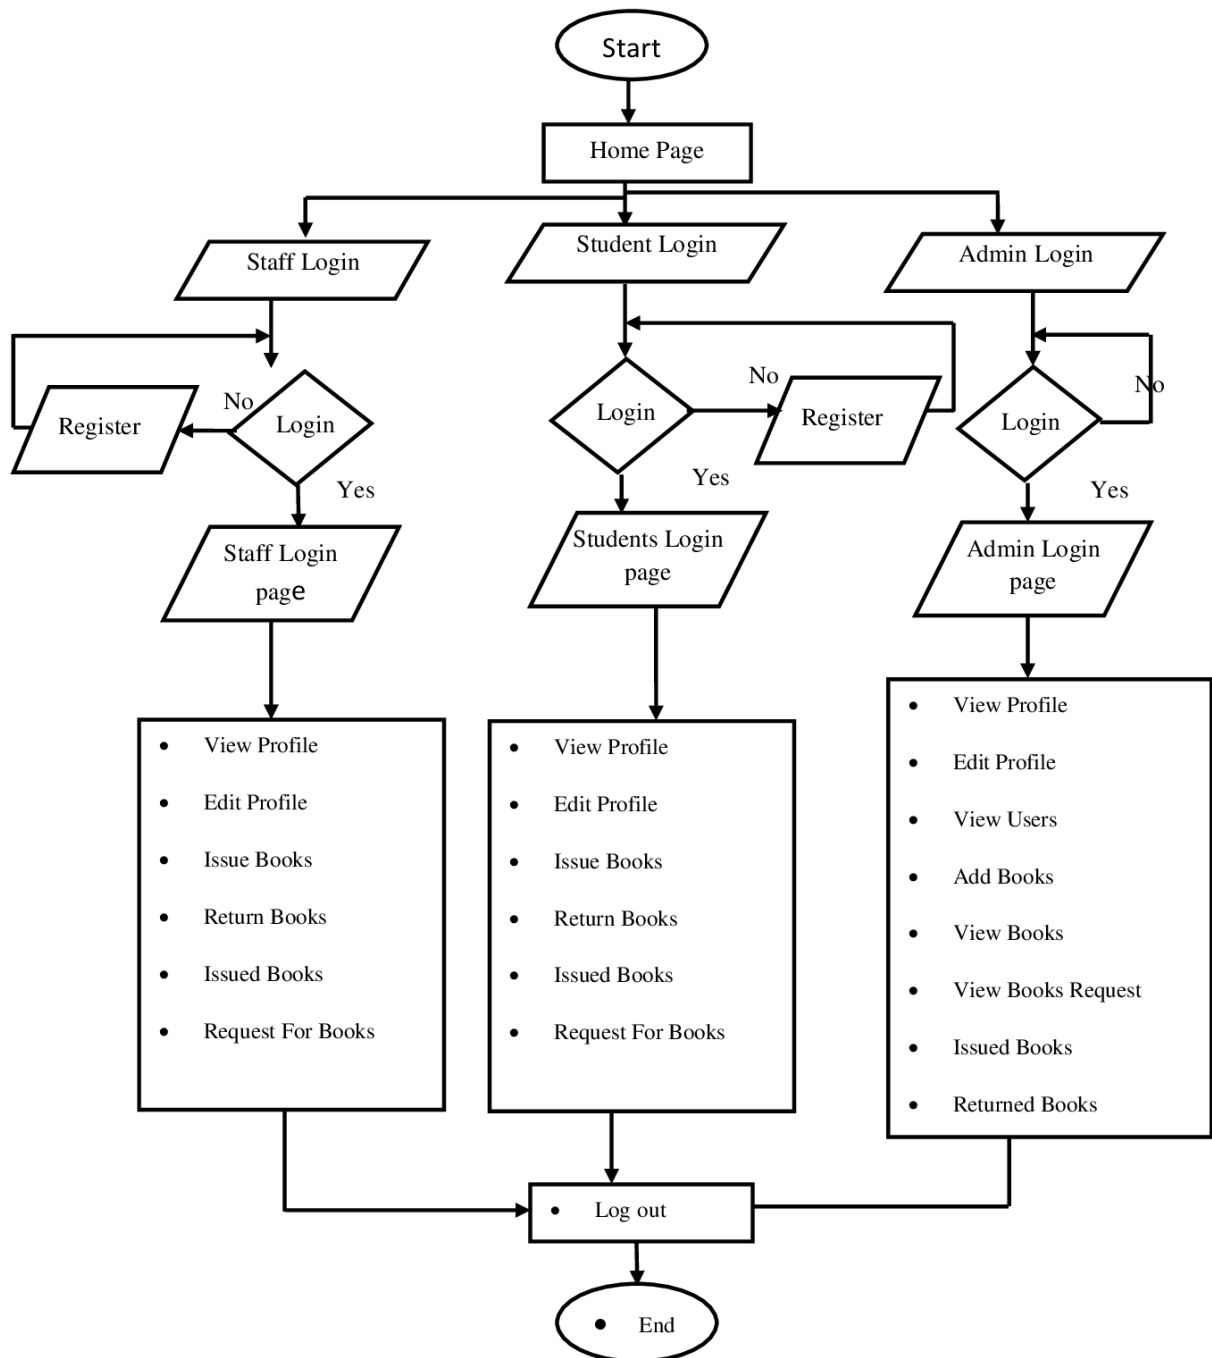 Start
Home Page
Staff Login
Student Login
Admin Login
No
Register
Login
Yes
Login
No
Register
Yes
Login
No
Yes
Staff Login
page
Students Login
page
Admin Login
page
• View Profile
• Edit Profile
• Issue Books
• Return Books
• Issued Books
• Request For Books
• View Profile
• Edit Profile
• Issue Books
• Return Books
• Issued Books
• Request For Books
• View Profile
• Edit Profile
• View Users
• Add Books
• View Books
• View Books Request
• Issued Books
• Returned Books
• Log out
• End